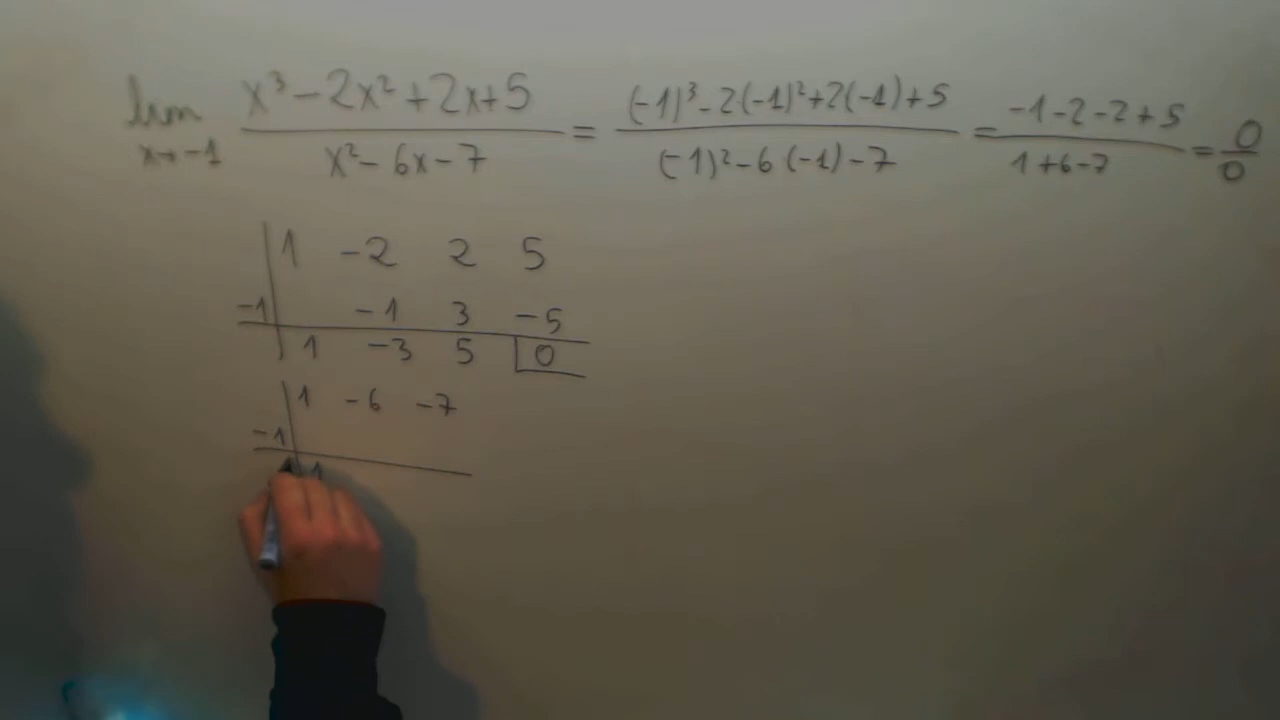 lim x→-1 (x³-2x²+2x+5)/(x²-6x-7) = ((-1)³-2(-1)²+2(-1)+5)/((-1)²-6(-1)-7) = (-1-2-2+5)/(1+6-7) = 0/0
1 -2 2 5
-1 -1 3 -5
1 -3 5 0
1 -6 -7
-1
1